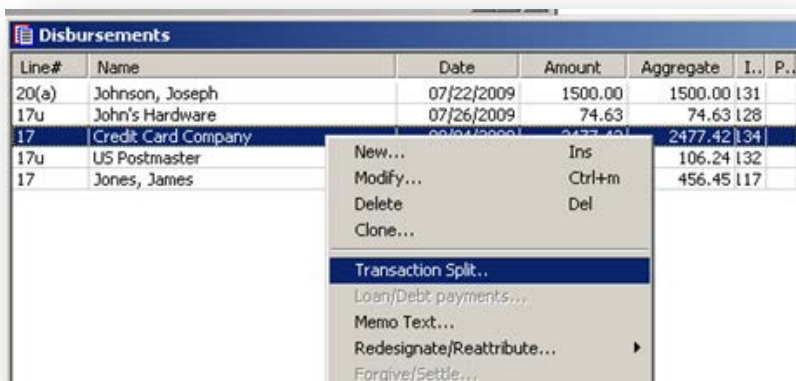 Disbursements
Line# Name Date Amount Aggregate I.. P..
20(a) Johnson, Joseph 07/22/2009 1500.00 1500.00 131
17u John's Hardware 07/26/2009 74.63 74.63 128
17 Credit Card Company 2477.42 2477.42 134
17u US Postmaster 106.24 132
17 Jones, James 456.45 117
New... Ins
Modify... Ctrl+m
Delete Del
Clone...
Transaction Split..
Loan/Debt payments...
Memo Text...
Redesignate/Reattribute...
Forgive/Settle...